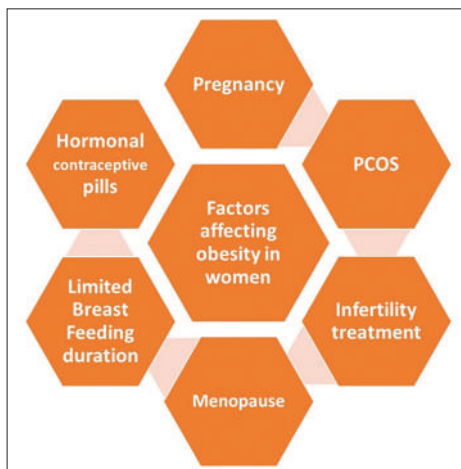 Pregnancy
Hormonal
contraceptive
pills
PCOS
Factors
affecting
obesity in
women
Limited
Breast
Feeding
duration
Infertility
treatment
Menopause